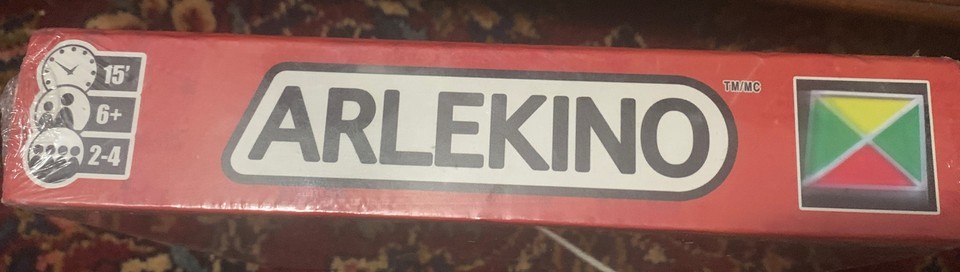 15'
6+
2-4
ARLEKINO
TM/MC